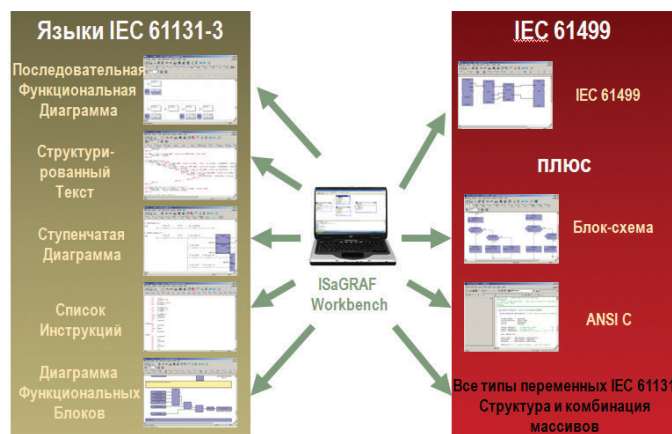 Языки IEC 61131-3
Последовательная
Функциональная
Диаграмма
Структури-
рованный
Текст
Ступенчатая
Диаграмма
Список
Инструкций
Диаграмма
Функциональных
Блоков
ISaGRAF
Workbench
IEC 61499
IEC 61499
плюс
Блок-схема
ANSI C
Все типы переменных IEC 61131
Структура и комбинация
массивов